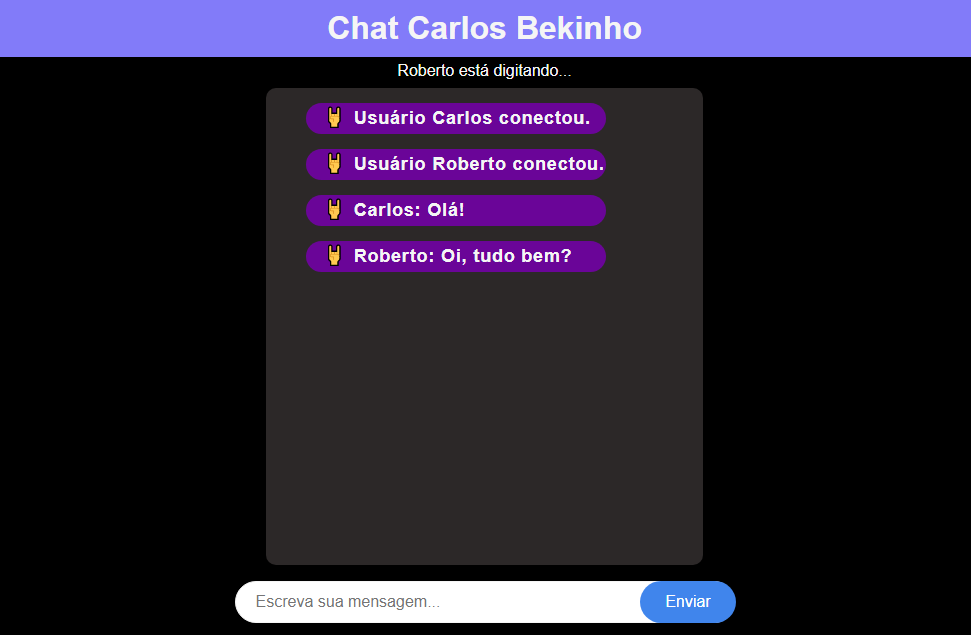 Chat Carlos Bekinho
Roberto está digitando...
🤘 Usuário Carlos conectou.
🤘 Usuário Roberto conectou.
🤘 Carlos: Olá!
🤘 Roberto: Oi, tudo bem?
Escreva sua mensagem... Enviar